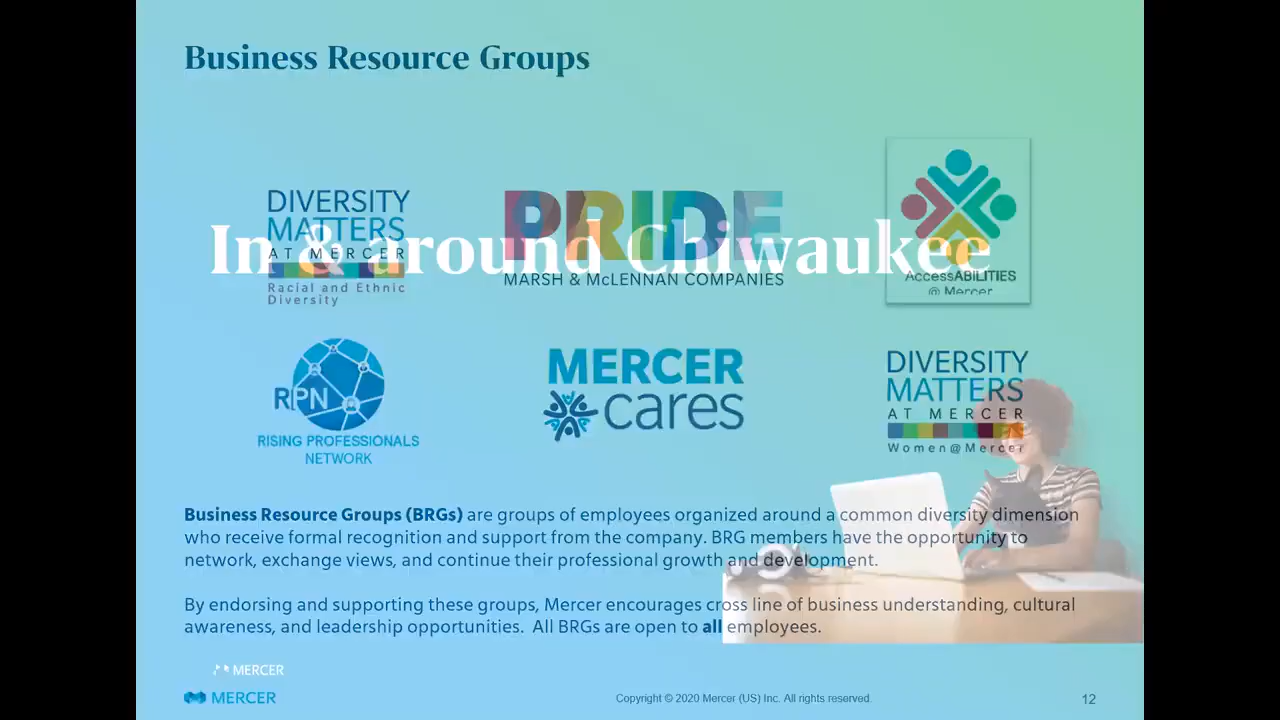 Business Resource Groups
DIVERSITY
MATTERS
AT MERCER
Racial and Ethnic
Diversity
PRIDE
MARSH & McLENNAN COMPANIES
AccessABILITIES
@ Mercer
In & around Chiwaukee
RPN
RISING PROFESSIONALS
NETWORK
MERCER
cares
DIVERSITY
MATTERS
AT MERCER
Women@Mercer
Business Resource Groups (BRGs) are groups of employees organized around a common diversity dimension
who receive formal recognition and support from the company. BRG members have the opportunity to
network, exchange views, and continue their professional growth and development.
By endorsing and supporting these groups, Mercer encourages cross line of business understanding, cultural
awareness, and leadership opportunities. All BRGs are open to all employees.
MERCER
MERCER
Copyright © 2020 Mercer (US) Inc. All rights reserved.
12